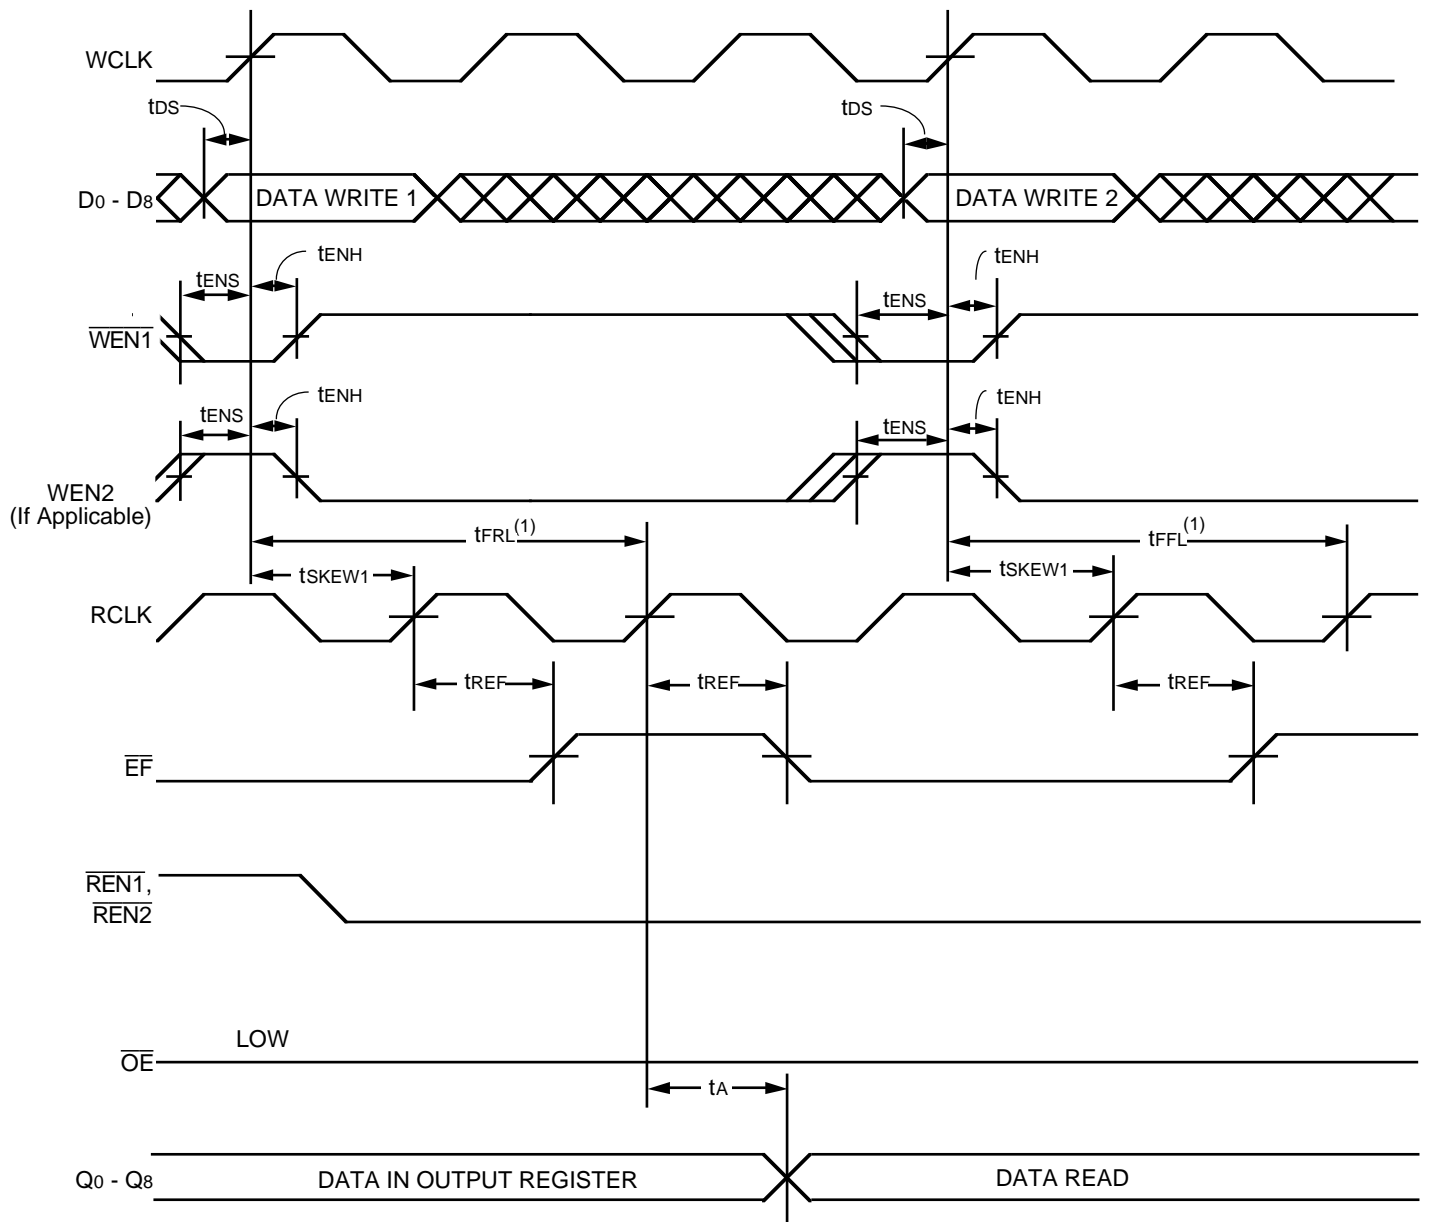 WCLK
tDS
tDS
D0 - D8
DATA WRITE 1
DATA WRITE 2
tENS
tENH
tENS
tENH
WEN1
tENS
tENH
tENS
tENH
WEN2
(If Applicable)
tFRL(1)
tFFL(1)
tSKEW1
tSKEW1
RCLK
tREF
tREF
tREF
EF
REN1,
REN2
LOW
OE
tA
Q0 - Q8
DATA IN OUTPUT REGISTER
DATA READ